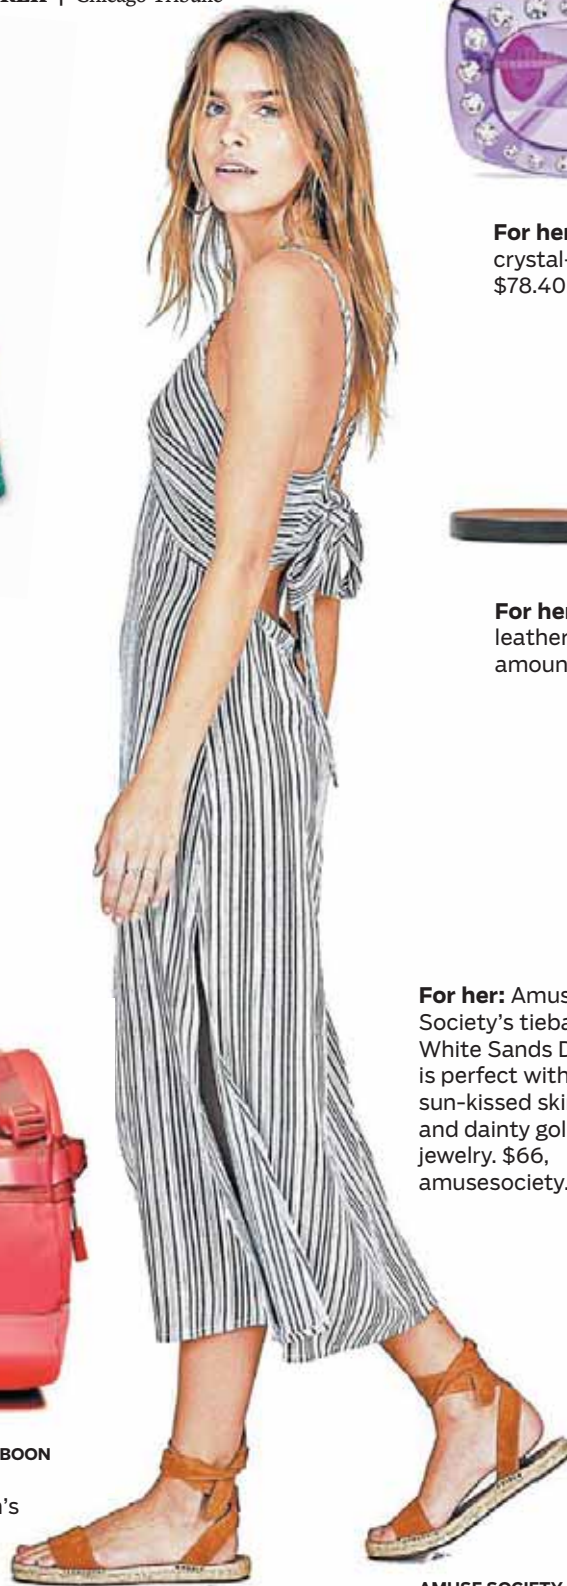 Chicago Tribune
For her
crystal-
$78.40
For her
leather
amoun
For her: Amus
Society's tieba
White Sands D
is perfect with
sun-kissed ski
and dainty gol
jewelry. $66,
amusesociety.
BOON
's
AMUSE SOCIETY